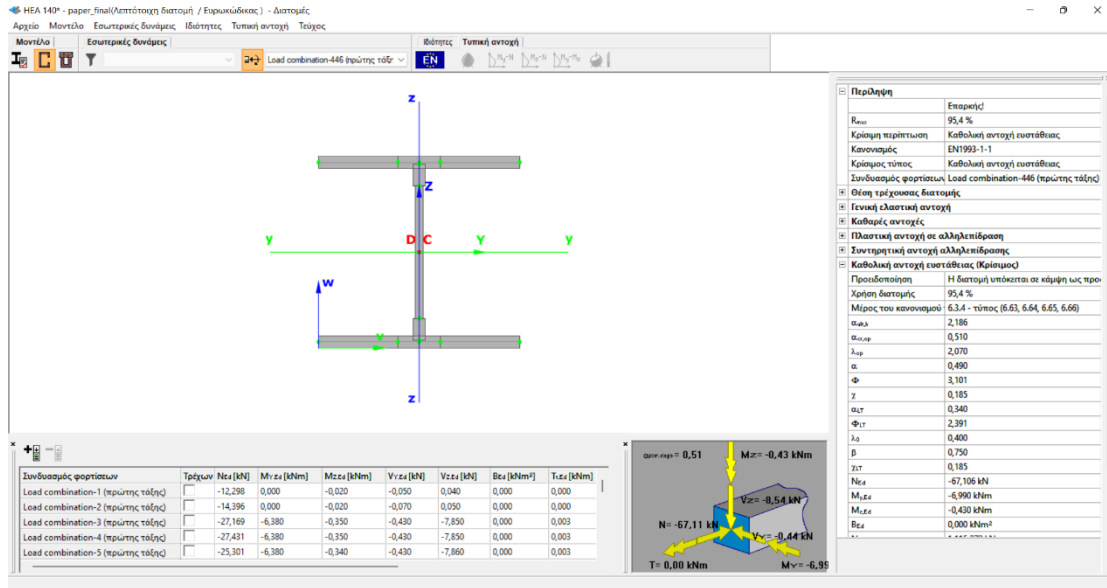 HEA 140* - paper_final(Λεπτότοιχη διατομή / Ευρωκώδικας ) - Διατομές
Αρχείο Μοντέλο Εσωτερικές δυνάμεις Ιδιότητες Τυπική αντοχή Τεύχος
Μοντέλο Εσωτερικές δυνάμεις Ιδιότητες Τυπική αντοχή
Load combination-446 (πρώτης τάξε
EN
My-N Mz-N My-Mz
z
Z
y D C Y y
w
v
z
Περίληψη
Επαρκής!
Rmax 95,4 %
Κρίσιμη περίπτωση Καθολική αντοχή ευστάθειας
Κανονισμός EN1993-1-1
Κρίσιμος τύπος Καθολική αντοχή ευστάθειας
Συνδυασμός φορτίσεων Load combination-446 (πρώτης τάξης)
Θέση τρέχουσας διατομής
Γενική ελαστική αντοχή
Καθαρές αντοχές
Πλαστική αντοχή σε αλληλεπίδραση
Συντηρητική αντοχή αλληλεπίδρασης
Καθολική αντοχή ευστάθειας (Κρίσιμος)
Προειδοποίηση Η διατομή υπόκειται σε κάμψη ως προ
Χρήση διατομής 95,4 %
Μέρος του κανονισμού 6.3.4 - τύπος (6.63, 6.64, 6.65, 6.66)
αult,k 2,186
αcr,op 0,510
λop 2,070
α 0,490
Φ 3,101
χ 0,185
αLT 0,340
ΦLT 2,391
λ0 0,400
β 0,750
χLT 0,185
NEd -67,106 kN
My,Ed -6,990 kNm
Mz,Ed -0,430 kNm
BEd 0,000 kNm²
Συνδυασμός φορτίσεων Τρέχων NEd [kN] MY,Ed [kNm] MZ,Ed [kNm] VY,Ed [kN] VZ,Ed [kN] BEd [kNm²] Tt,Ed [kNm]
Load combination-1 (πρώτης τάξης) -12,298 0,000 -0,020 -0,050 0,040 0,000 0,000
Load combination-2 (πρώτης τάξης) -14,396 0,000 -0,020 -0,070 0,050 0,000 0,000
Load combination-3 (πρώτης τάξης) -27,169 -6,380 -0,350 -0,430 -7,850 0,000 0,003
Load combination-4 (πρώτης τάξης) -27,431 -6,380 -0,350 -0,430 -7,850 0,000 0,003
Load combination-5 (πρώτης τάξης) -25,301 -6,380 -0,340 -0,430 -7,860 0,000 0,003
= 0,51 Mz= -0,43 kNm
Vz= -8,54 kN
N= -67,11 kN
VY= -0,44 kN
T= 0,00 kNm MY= -6,99